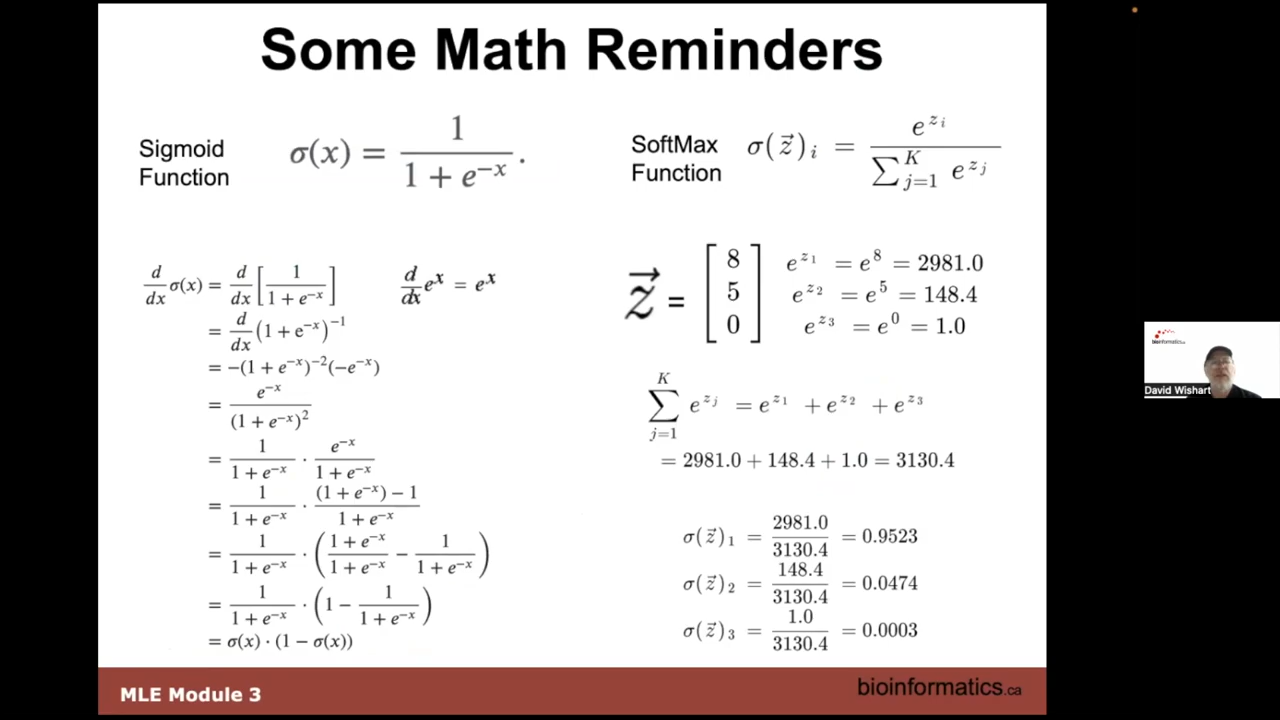 Some Math Reminders
Sigmoid
Function
σ(x) = 1 / (1 + e^{−x}).
d/dx σ(x) = d/dx [1 / (1 + e^{−x})]
d/dx e^x = e^x
= d/dx (1 + e^{−x})^{−1}
= −(1 + e^{−x})^{−2}(−e^{−x})
= e^{−x} / (1 + e^{−x})^2
= 1 / (1 + e^{−x}) · e^{−x} / (1 + e^{−x})
= 1 / (1 + e^{−x}) · ((1 + e^{−x}) − 1) / (1 + e^{−x})
= 1 / (1 + e^{−x}) · ((1 + e^{−x}) / (1 + e^{−x}) − 1 / (1 + e^{−x}))
= 1 / (1 + e^{−x}) · (1 − 1 / (1 + e^{−x}))
= σ(x) · (1 − σ(x))
SoftMax
Function
σ(z⃗)_i = e^{z_i} / ∑_{j=1}^{K} e^{z_j}
z⃗ = [8 5 0]
e^{z_1} = e^8 = 2981.0
e^{z_2} = e^5 = 148.4
e^{z_3} = e^0 = 1.0
∑_{j=1}^{K} e^{z_j} = e^{z_1} + e^{z_2} + e^{z_3}
= 2981.0 + 148.4 + 1.0 = 3130.4
σ(z⃗)_1 = 2981.0 / 3130.4 = 0.9523
σ(z⃗)_2 = 148.4 / 3130.4 = 0.0474
σ(z⃗)_3 = 1.0 / 3130.4 = 0.0003
MLE Module 3
bioinformatics.ca
bioinformatics.ca
David Wishart